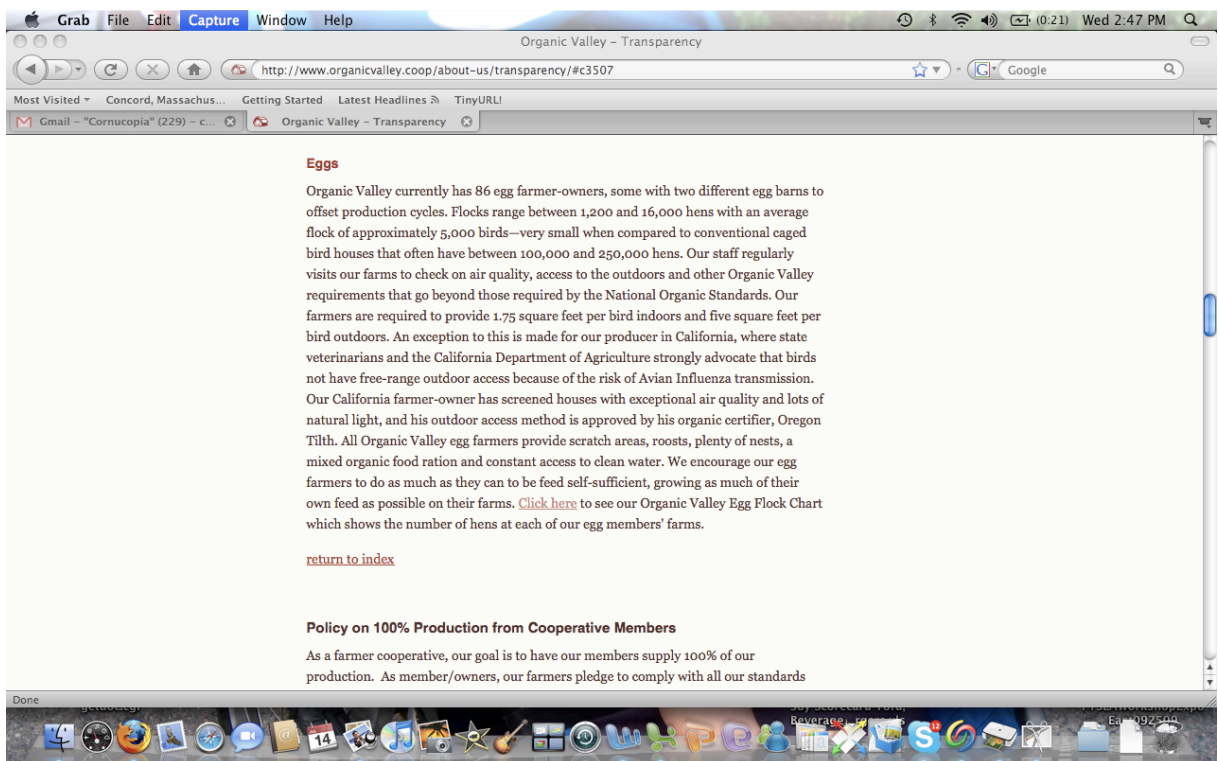 Grab File Edit Capture Window Help (0:21) Wed 2:47 PM
Organic Valley – Transparency
http://www.organicvalley.coop/about-us/transparency/#c3507 Google
Most Visited Concord, Massachus... Getting Started Latest Headlines TinyURL!
Gmail – "Cornucopia" (229) – c... Organic Valley – Transparency
Eggs
Organic Valley currently has 86 egg farmer-owners, some with two different egg barns to
offset production cycles. Flocks range between 1,200 and 16,000 hens with an average
flock of approximately 5,000 birds—very small when compared to conventional caged
bird houses that often have between 100,000 and 250,000 hens. Our staff regularly
visits our farms to check on air quality, access to the outdoors and other Organic Valley
requirements that go beyond those required by the National Organic Standards. Our
farmers are required to provide 1.75 square feet per bird indoors and five square feet per
bird outdoors. An exception to this is made for our producer in California, where state
veterinarians and the California Department of Agriculture strongly advocate that birds
not have free-range outdoor access because of the risk of Avian Influenza transmission.
Our California farmer-owner has screened houses with exceptional air quality and lots of
natural light, and his outdoor access method is approved by his organic certifier, Oregon
Tilth. All Organic Valley egg farmers provide scratch areas, roosts, plenty of nests, a
mixed organic food ration and constant access to clean water. We encourage our egg
farmers to do as much as they can to be feed self-sufficient, growing as much of their
own feed as possible on their farms. Click here to see our Organic Valley Egg Flock Chart
which shows the number of hens at each of our egg members' farms.
return to index
Policy on 100% Production from Cooperative Members
As a farmer cooperative, our goal is to have our members supply 100% of our
production. As member/owners, our farmers pledge to comply with all our standards
Done
14 12